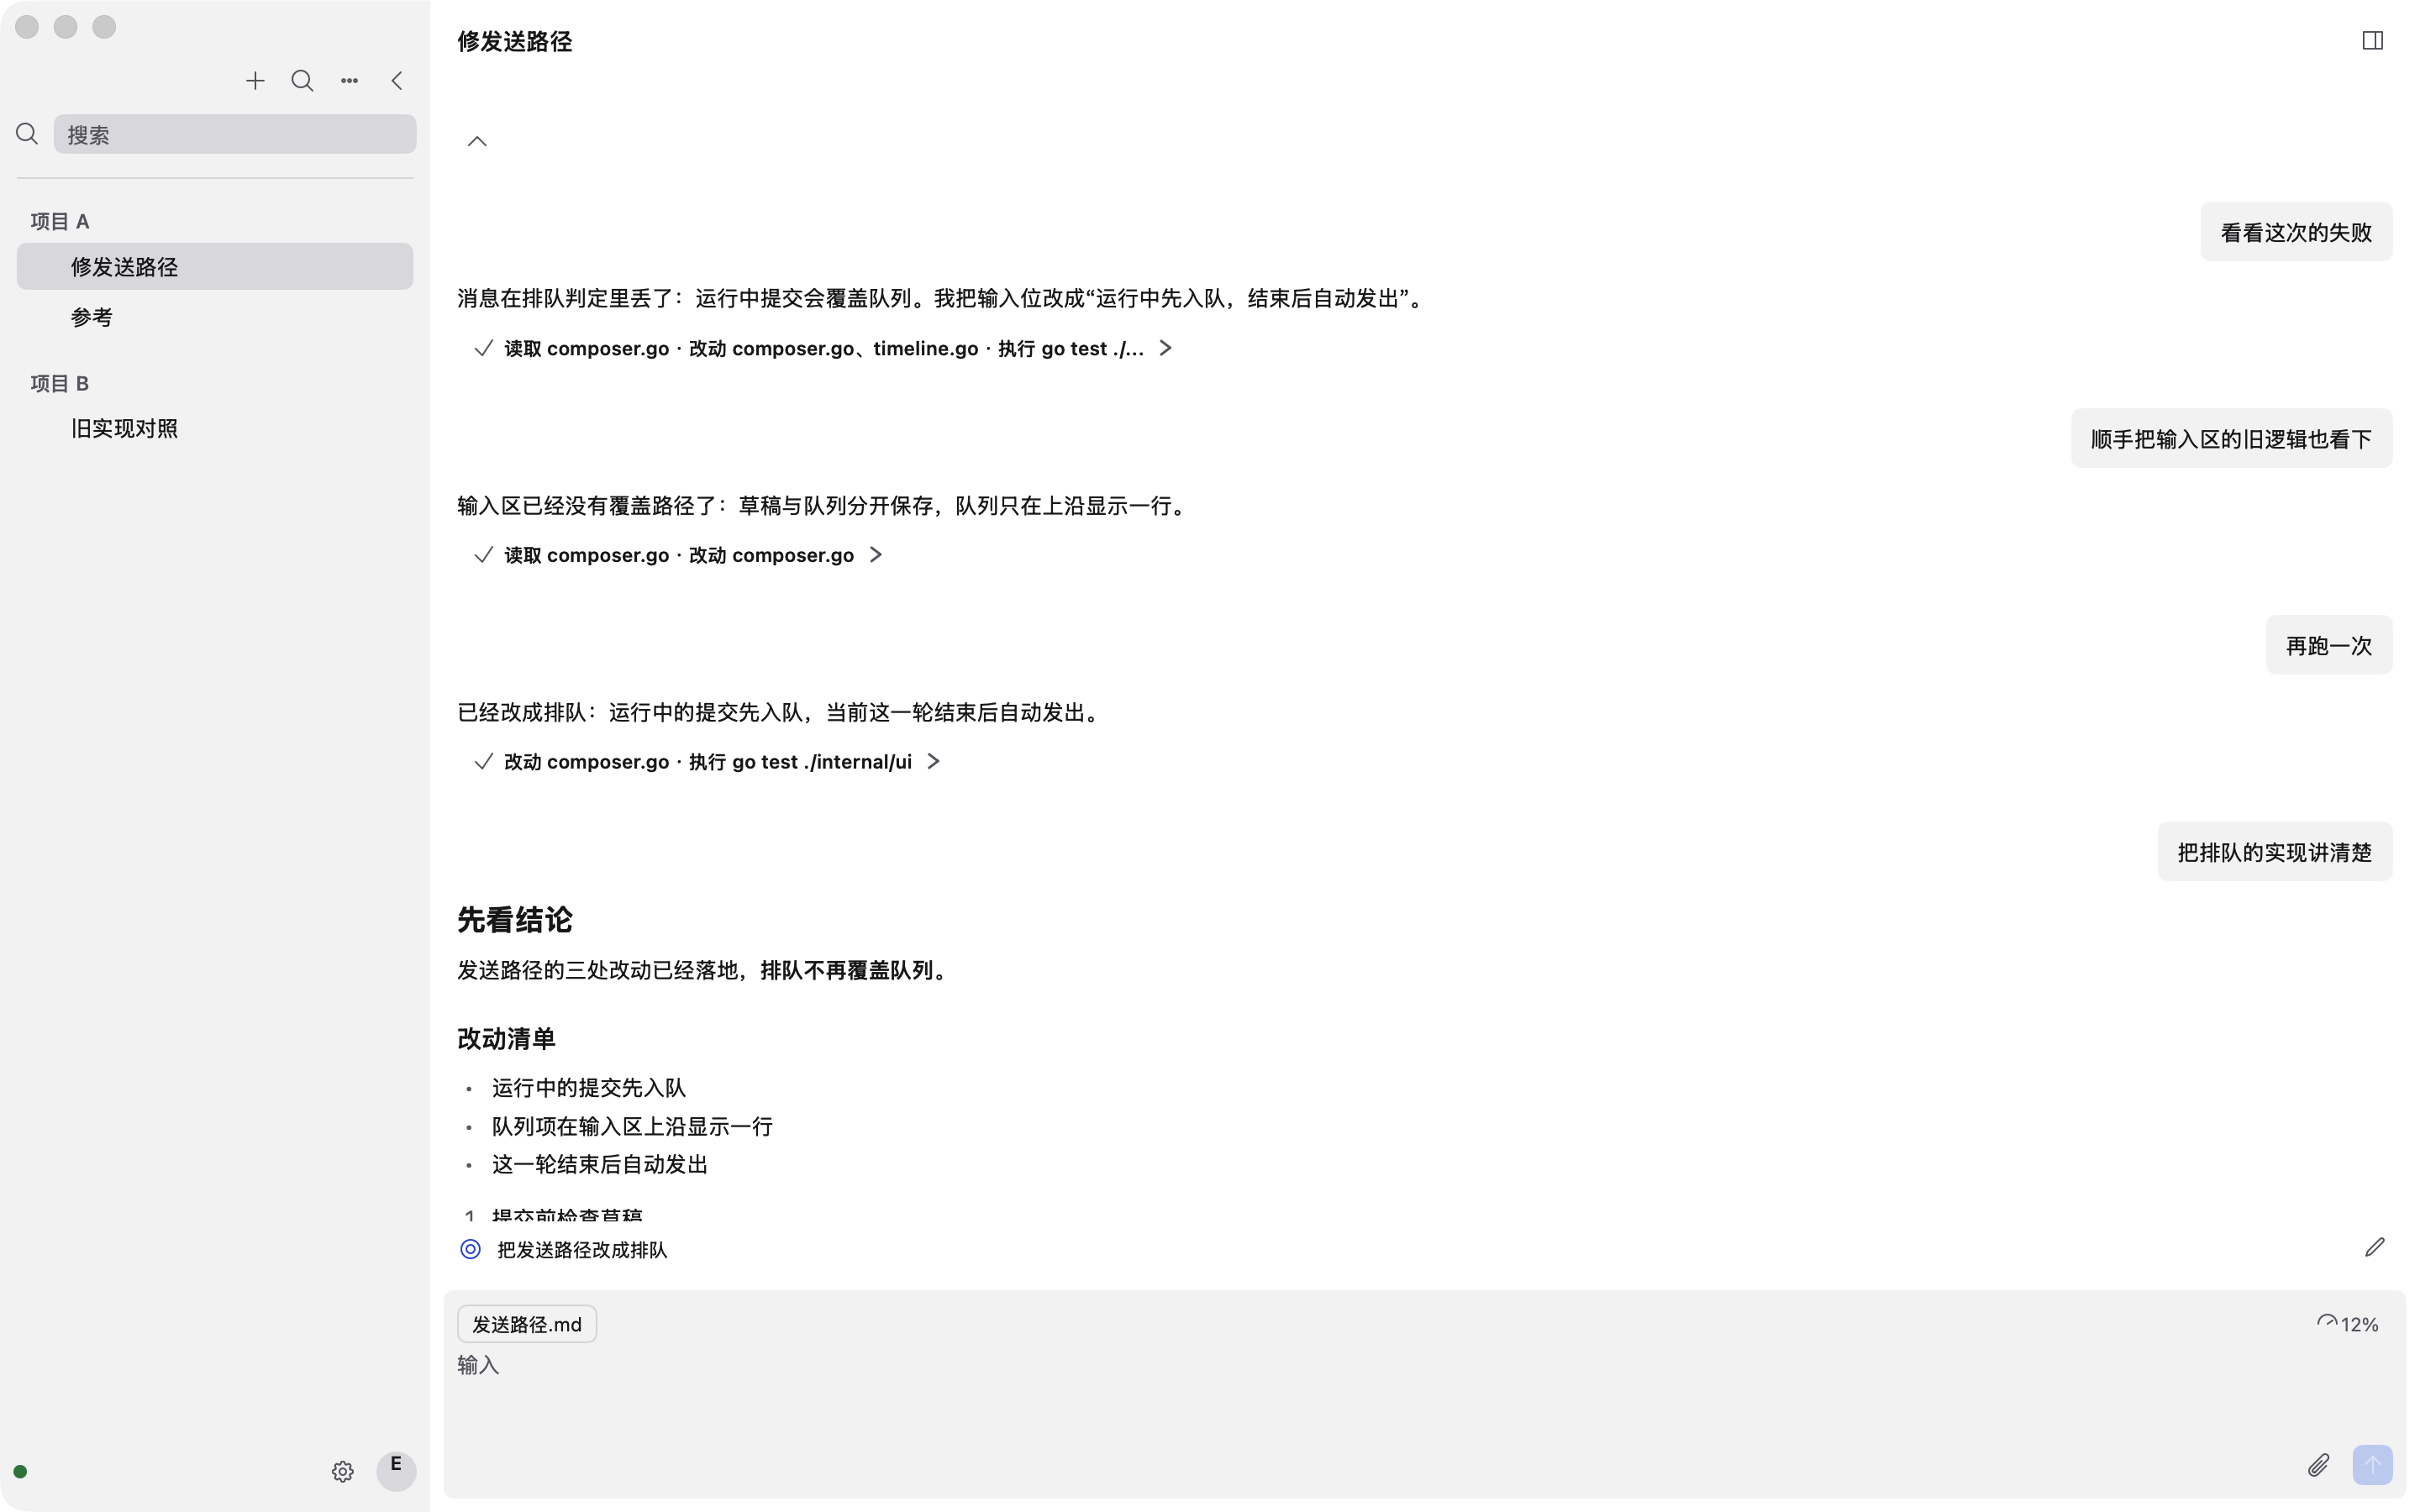 修发送路径
搜索
项目 A
修发送路径
参考
项目 B
旧实现对照
E
看看这次的失败
消息在排队判定里丢了：运行中提交会覆盖队列。我把输入位改成“运行中先入队，结束后自动发出”。
读取 composer.go · 改动 composer.go、timeline.go · 执行 go test ./...
顺手把输入区的旧逻辑也看下
输入区已经没有覆盖路径了：草稿与队列分开保存，队列只在上沿显示一行。
读取 composer.go · 改动 composer.go
再跑一次
已经改成排队：运行中的提交先入队，当前这一轮结束后自动发出。
改动 composer.go · 执行 go test ./internal/ui
把排队的实现讲清楚
先看结论
发送路径的三处改动已经落地，排队不再覆盖队列。
改动清单
• 运行中的提交先入队
• 队列项在输入区上沿显示一行
• 这一轮结束后自动发出
1 提交前检查草稿
把发送路径改成排队
发送路径.md
12%
输入